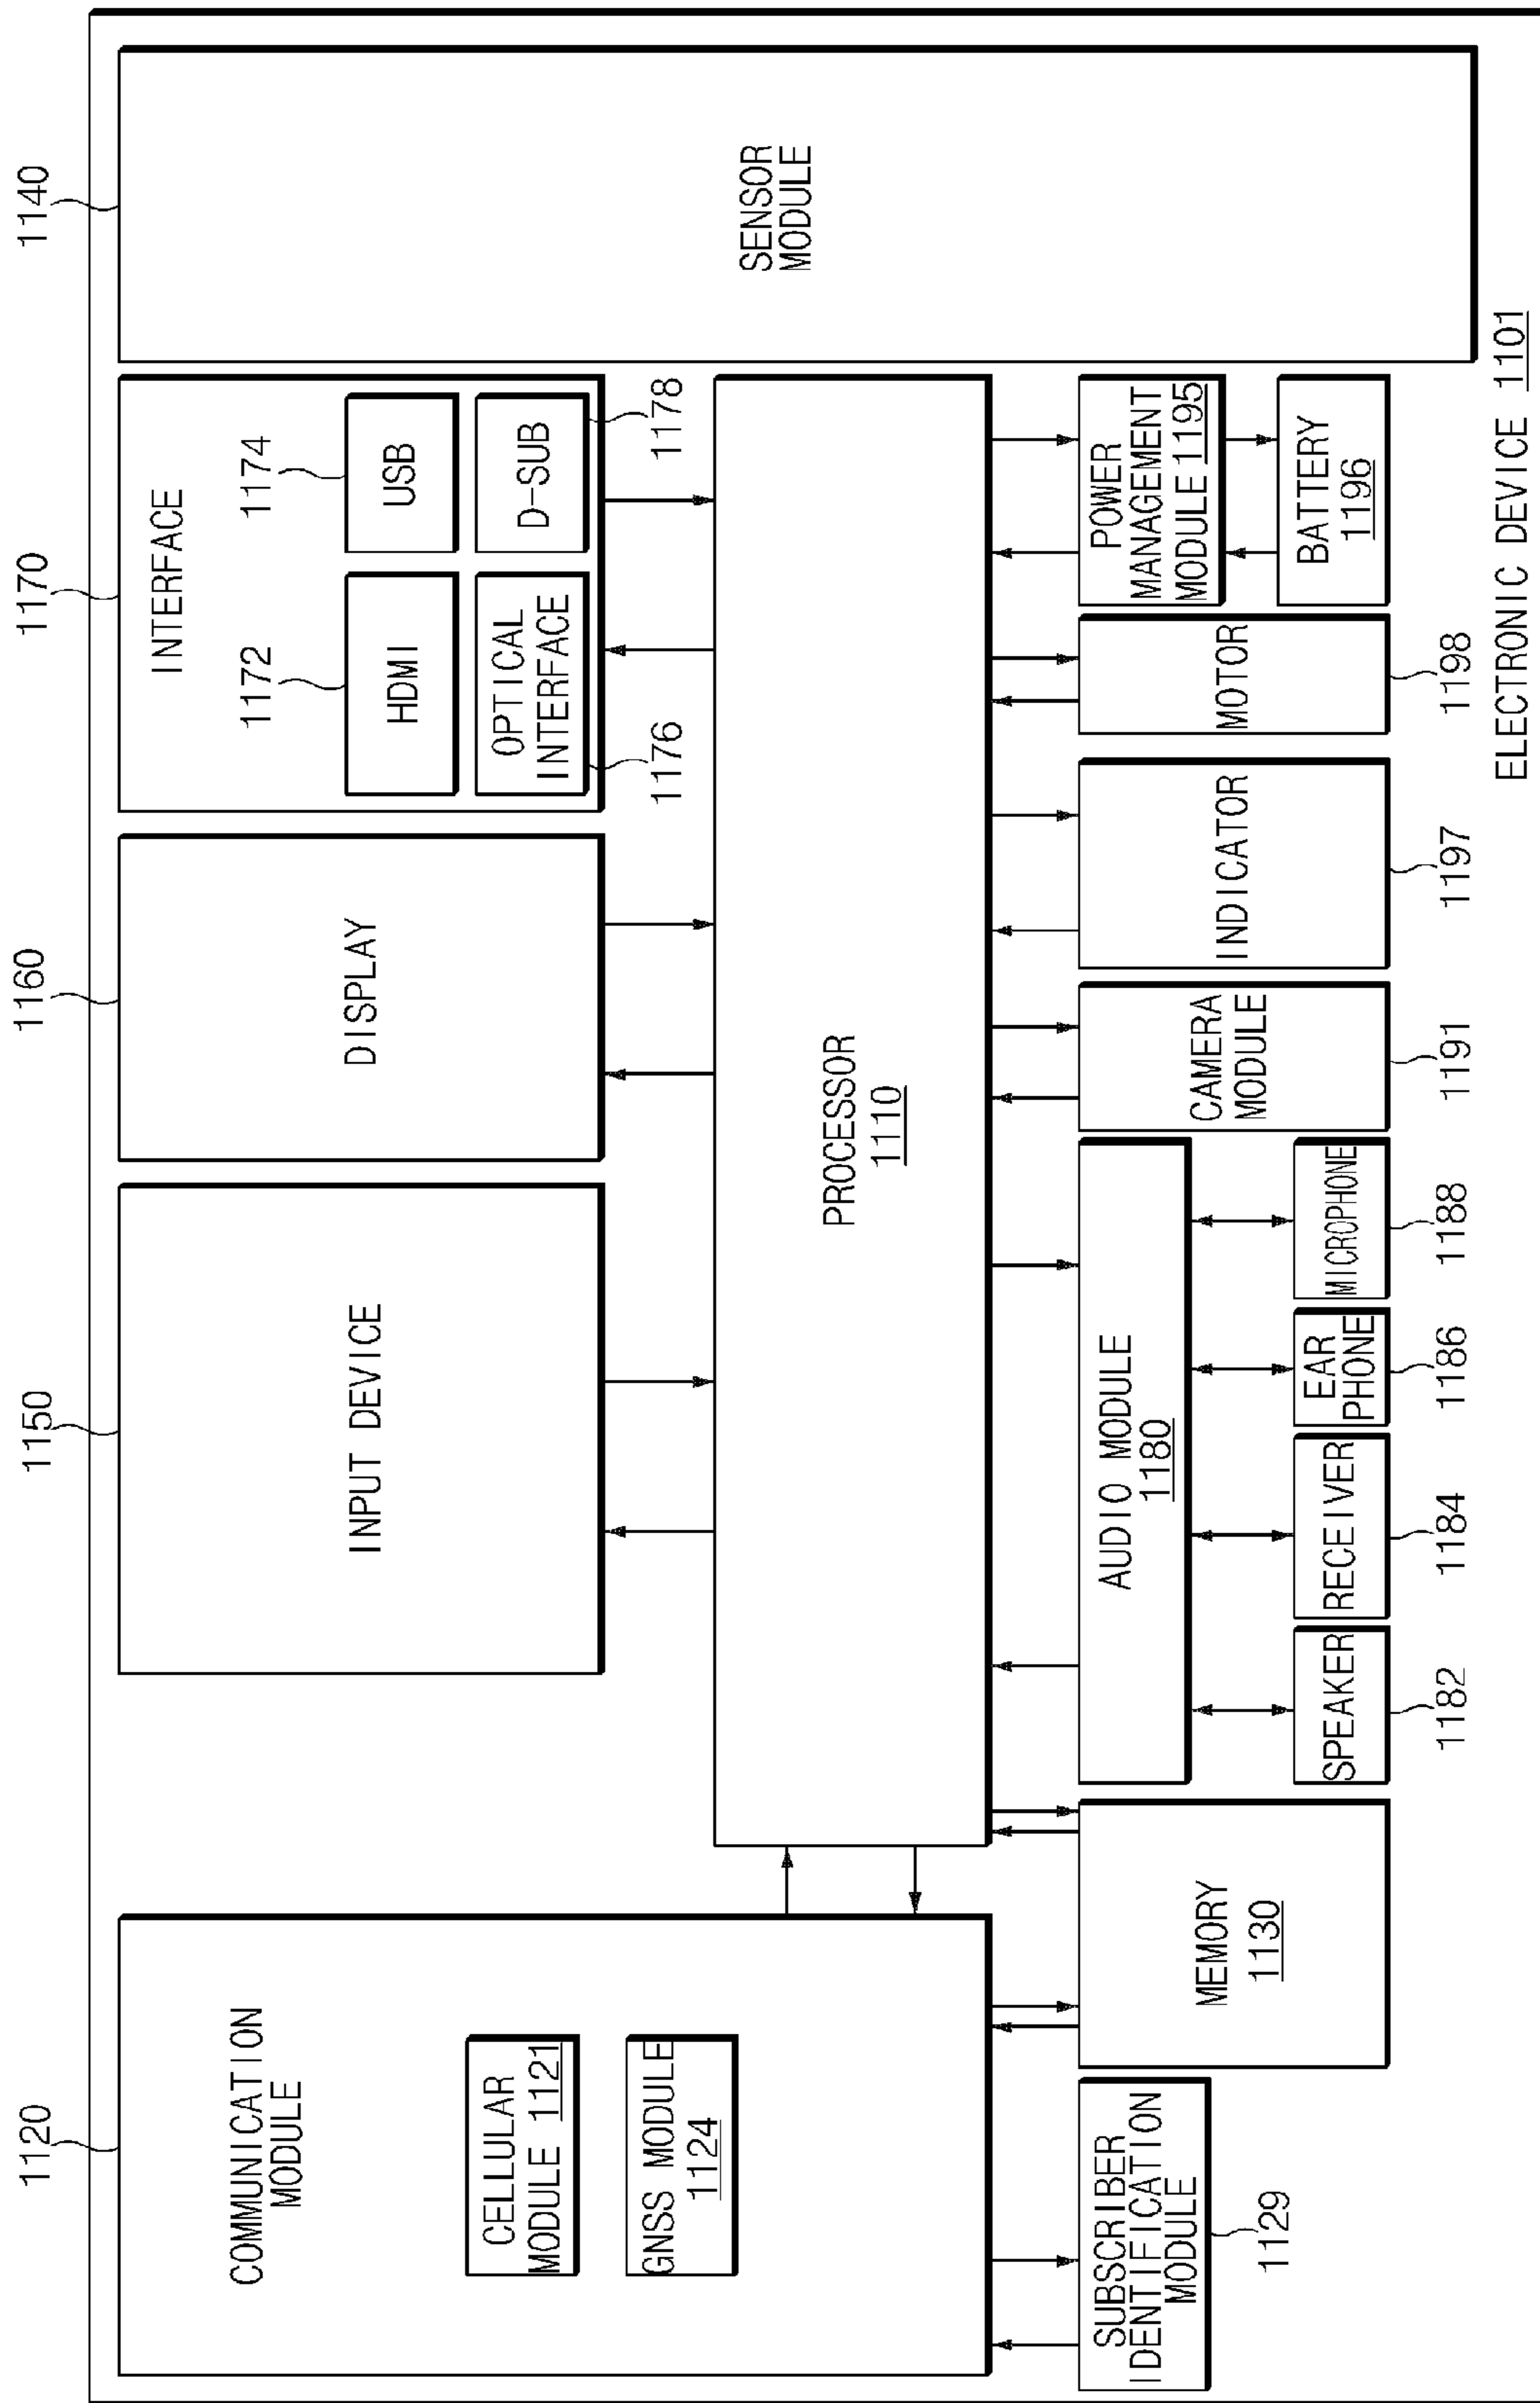 1120
COMMUNICATION
MODULE
CELLULAR
MODULE 1121
GNSS MODULE
1124
SUBSCRIBER
IDENTIFICATION
MODULE
1129
1150
INPUT DEVICE
1160
DISPLAY
1170
INTERFACE
1172
HDMI
1174
USB
OPTICAL
INTERFACE
1176
D-SUB
1178
1140
SENSOR
MODULE
PROCESSOR
1110
MEMORY
1130
AUDIO MODULE
1180
SPEAKER
1182
RECEIVER
1184
EAR
PHONE
1186
MICROPHONE
1188
CAMERA
MODULE
1191
INDICATOR
1197
MOTOR
1198
POWER
MANAGEMENT
MODULE 1195
BATTERY
1196
ELECTRONIC DEVICE 1101